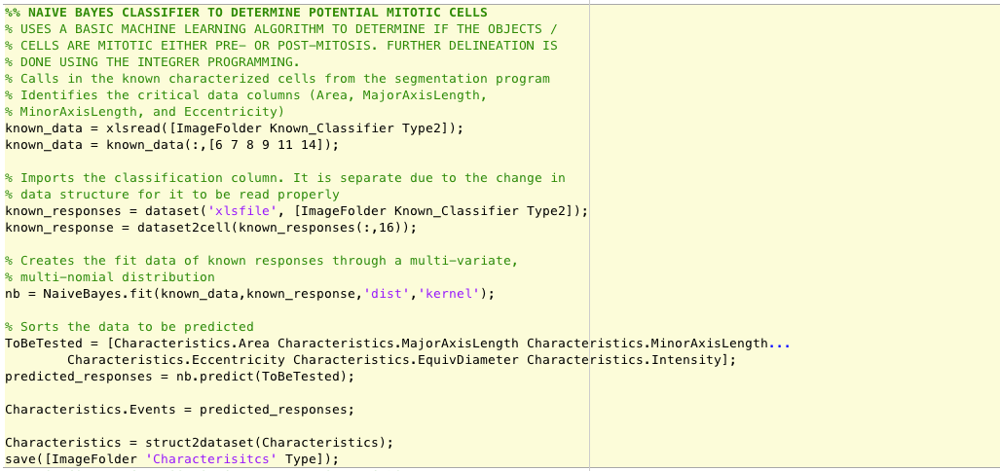 %% NAIVE BAYES CLASSIFIER TO DETERMINE POTENTIAL MITOTIC CELLS
% USES A BASIC MACHINE LEARNING ALGORITHM TO DETERMINE IF THE OBJECTS /
% CELLS ARE MITOTIC EITHER PRE- OR POST-MITOSIS. FURTHER DELINEATION IS
% DONE USING THE INTEGRER PROGRAMMING.
% Calls in the known characterized cells from the segmentation program
% Identifies the critical data columns (Area, MajorAxisLength,
% MinorAxisLength, and Eccentricity)
known_data = xlsread([ImageFolder Known_Classifier Type2]);
known_data = known_data(:,[6 7 8 9 11 14]);
% Imports the classification column. It is separate due to the change in
% data structure for it to be read properly
known_responses = dataset('xlsfile', [ImageFolder Known_Classifier Type2]);
known_response = dataset2cell(known_responses(:,16));
% Creates the fit data of known responses through a multi-variate,
% multi-nomial distribution
nb = NaiveBayes.fit(known_data,known_response,'dist','kernel');
% Sorts the data to be predicted
ToBeTested = [Characteristics.Area Characteristics.MajorAxisLength Characteristics.MinorAxisLength...
Characteristics.Eccentricity Characteristics.EquivDiameter Characteristics.Intensity];
predicted_responses = nb.predict(ToBeTested);
Characteristics.Events = predicted_responses;
Characteristics = struct2dataset(Characteristics);
save([ImageFolder 'Characterisitcs' Type]);